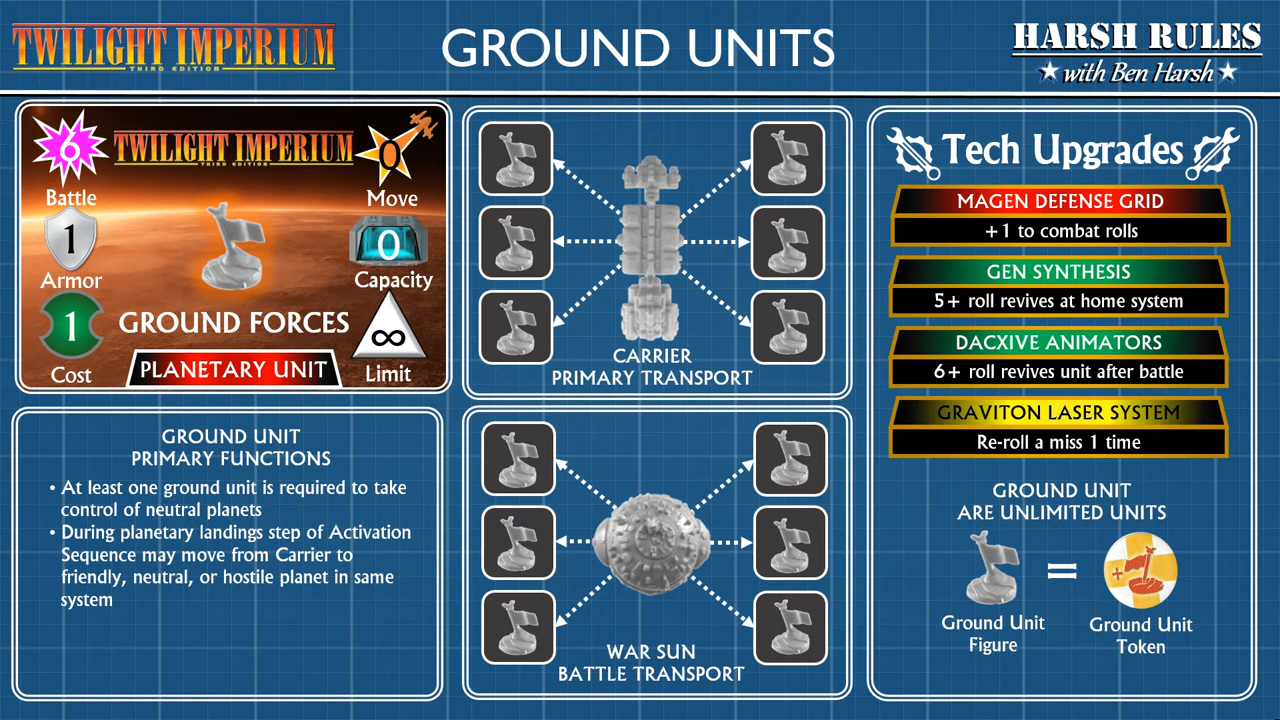 TWILIGHT IMPERIUM
THIRD EDITION
GROUND UNITS
HARSH RULES
with Ben Harsh
6
TWILIGHT IMPERIUM
THIRD EDITION
0
Battle
Move
1
0
Armor
Capacity
1
GROUND FORCES
∞
Cost
PLANETARY UNIT
Limit
GROUND UNIT
PRIMARY FUNCTIONS
• At least one ground unit is required to take
control of neutral planets
• During planetary landings step of Activation
Sequence may move from Carrier to
friendly, neutral, or hostile planet in same
system
CARRIER
PRIMARY TRANSPORT
WAR SUN
BATTLE TRANSPORT
Tech Upgrades
MAGEN DEFENSE GRID
+1 to combat rolls
GEN SYNTHESIS
5+ roll revives at home system
DACXIVE ANIMATORS
6+ roll revives unit after battle
GRAVITON LASER SYSTEM
Re-roll a miss 1 time
GROUND UNIT
ARE UNLIMITED UNITS
=
+
Ground Unit
Figure
Ground Unit
Token